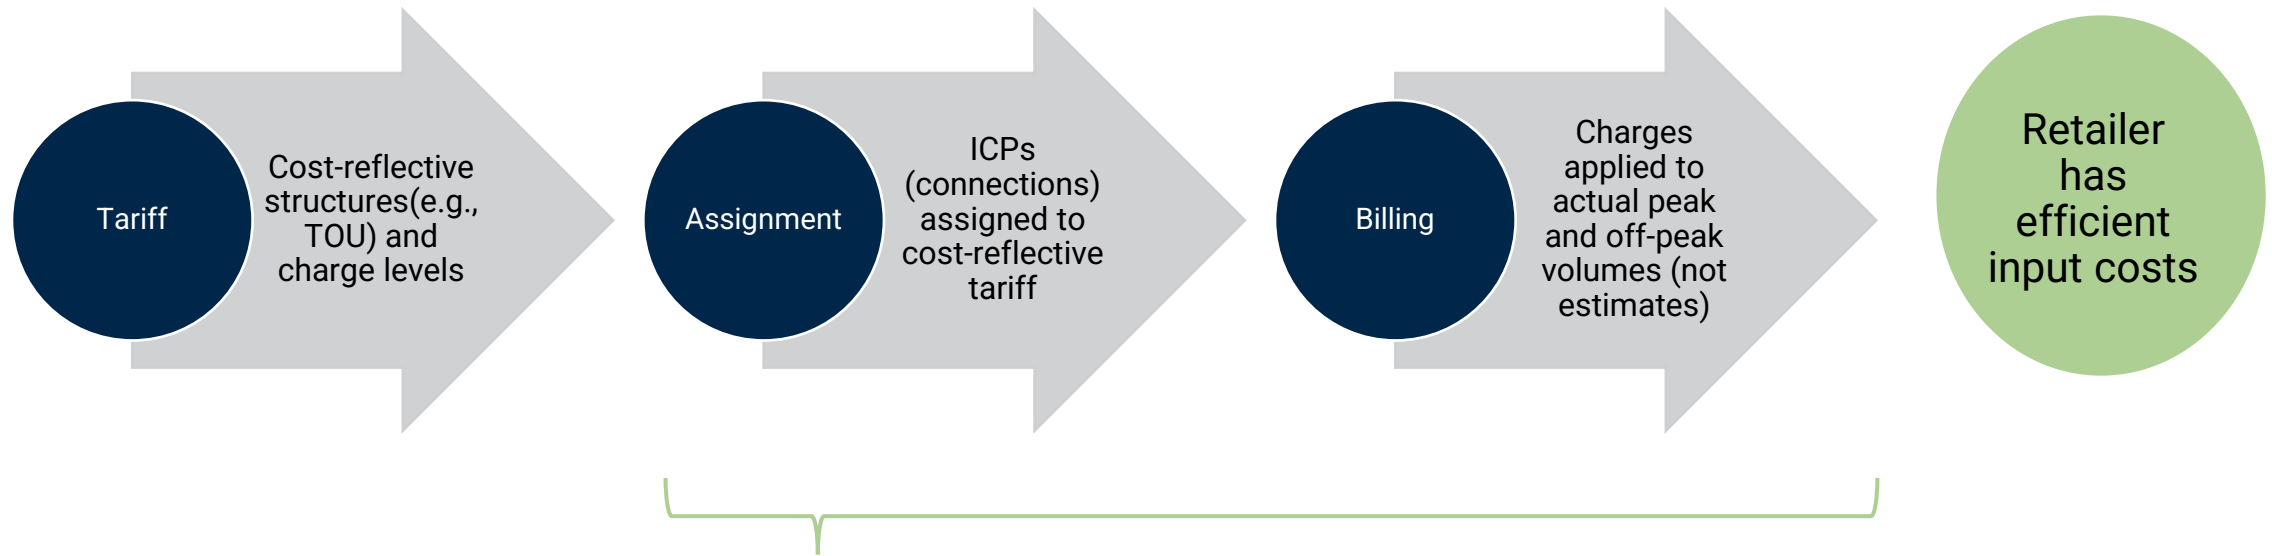 Tariff
Cost-reflective
structures(e.g.,
TOU) and
charge levels
Assignment
ICPs
(connections)
assigned to
cost-reflective
tariff
Billing
Charges
applied to
actual peak
and off-peak
volumes (not
estimates)
Retailer
has
efficient
input costs